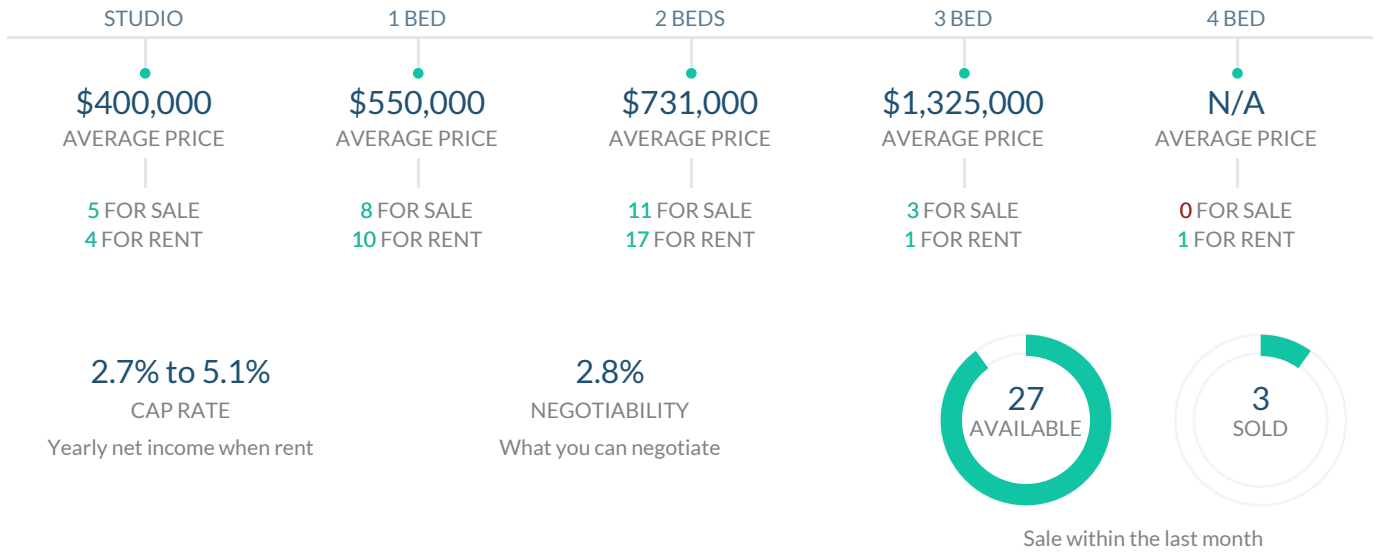 STUDIO
1 BED
2 BEDS
3 BED
4 BED
$400,000
$550,000
$731,000
$1,325,000
N/A
AVERAGE PRICE
AVERAGE PRICE
AVERAGE PRICE
AVERAGE PRICE
AVERAGE PRICE
5 FOR SALE
8 FOR SALE
11 FOR SALE
3 FOR SALE
0 FOR SALE
4 FOR RENT
10 FOR RENT
17 FOR RENT
1 FOR RENT
1 FOR RENT
2.7% to 5.1%
CAP RATE
Yearly net income when rent
2.8%
NEGOTIABILITY
What you can negotiate
27
AVAILABLE
3
SOLD
Sale within the last month